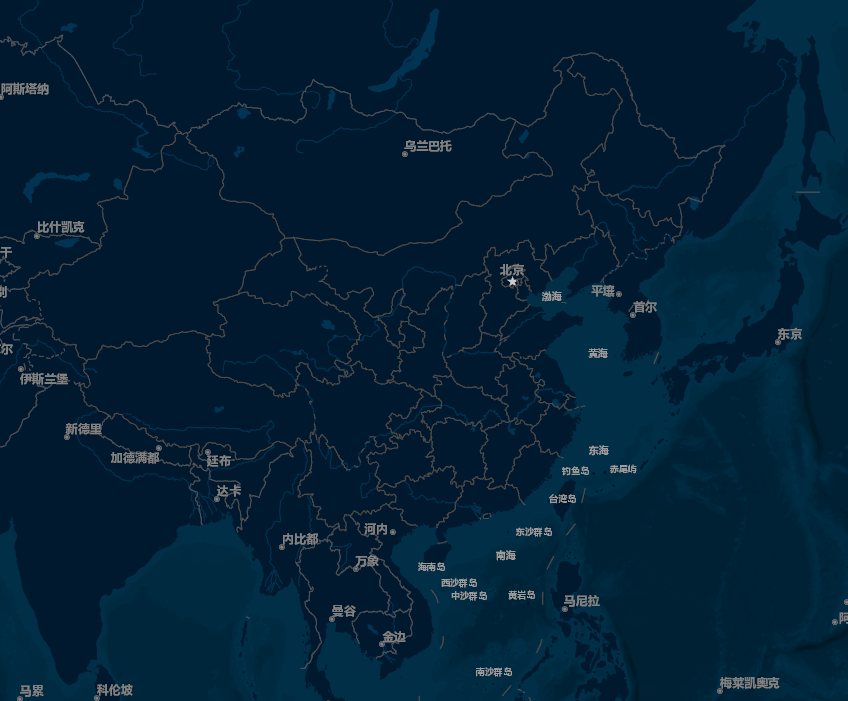 阿斯塔纳
乌兰巴托
比什凯克
干
北京
平壤
渤海
首尔
东京
尔
黄海
伊斯兰堡
新德里
加德满都
廷布
东海
钓鱼岛
赤尾屿
达卡
台湾岛
河内
东沙群岛
内比都
南海
万象
海南岛
西沙群岛
中沙群岛
黄岩岛
马尼拉
曼谷
金边
阿
南沙群岛
马累
科伦坡
梅莱凯奥克